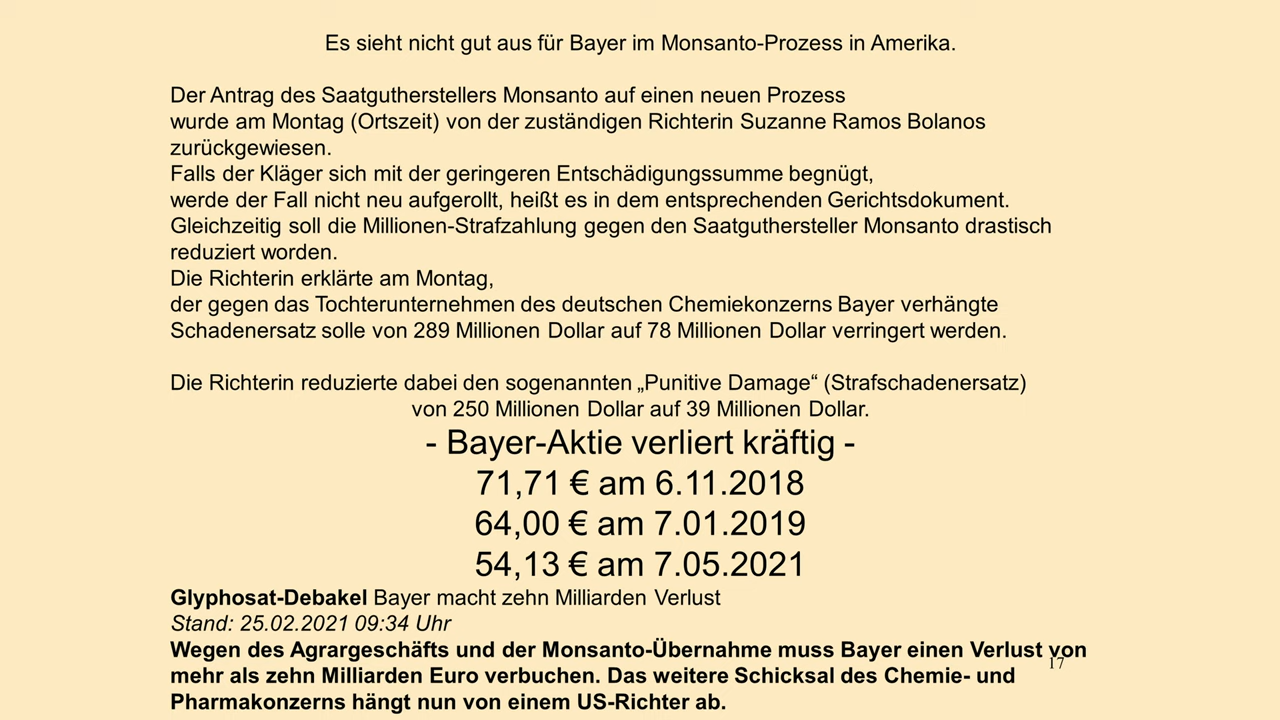 Es sieht nicht gut aus für Bayer im Monsanto-Prozess in Amerika.
Der Antrag des Saatgutherstellers Monsanto auf einen neuen Prozess
wurde am Montag (Ortszeit) von der zuständigen Richterin Suzanne Ramos Bolanos
zurückgewiesen.
Falls der Kläger sich mit der geringeren Entschädigungssumme begnügt,
werde der Fall nicht neu aufgerollt, heißt es in dem entsprechenden Gerichtsdokument.
Gleichzeitig soll die Millionen-Strafzahlung gegen den Saatguthersteller Monsanto drastisch
reduziert worden.
Die Richterin erklärte am Montag,
der gegen das Tochterunternehmen des deutschen Chemiekonzerns Bayer verhängte
Schadenersatz solle von 289 Millionen Dollar auf 78 Millionen Dollar verringert werden.
Die Richterin reduzierte dabei den sogenannten „Punitive Damage“ (Strafschadenersatz)
von 250 Millionen Dollar auf 39 Millionen Dollar.
- Bayer-Aktie verliert kräftig -
71,71 € am 6.11.2018
64,00 € am 7.01.2019
54,13 € am 7.05.2021
Glyphosat-Debakel Bayer macht zehn Milliarden Verlust
Stand: 25.02.2021 09:34 Uhr
Wegen des Agrargeschäfts und der Monsanto-Übernahme muss Bayer einen Verlust von
mehr als zehn Milliarden Euro verbuchen. Das weitere Schicksal des Chemie- und
Pharmakonzerns hängt nun von einem US-Richter ab.
17